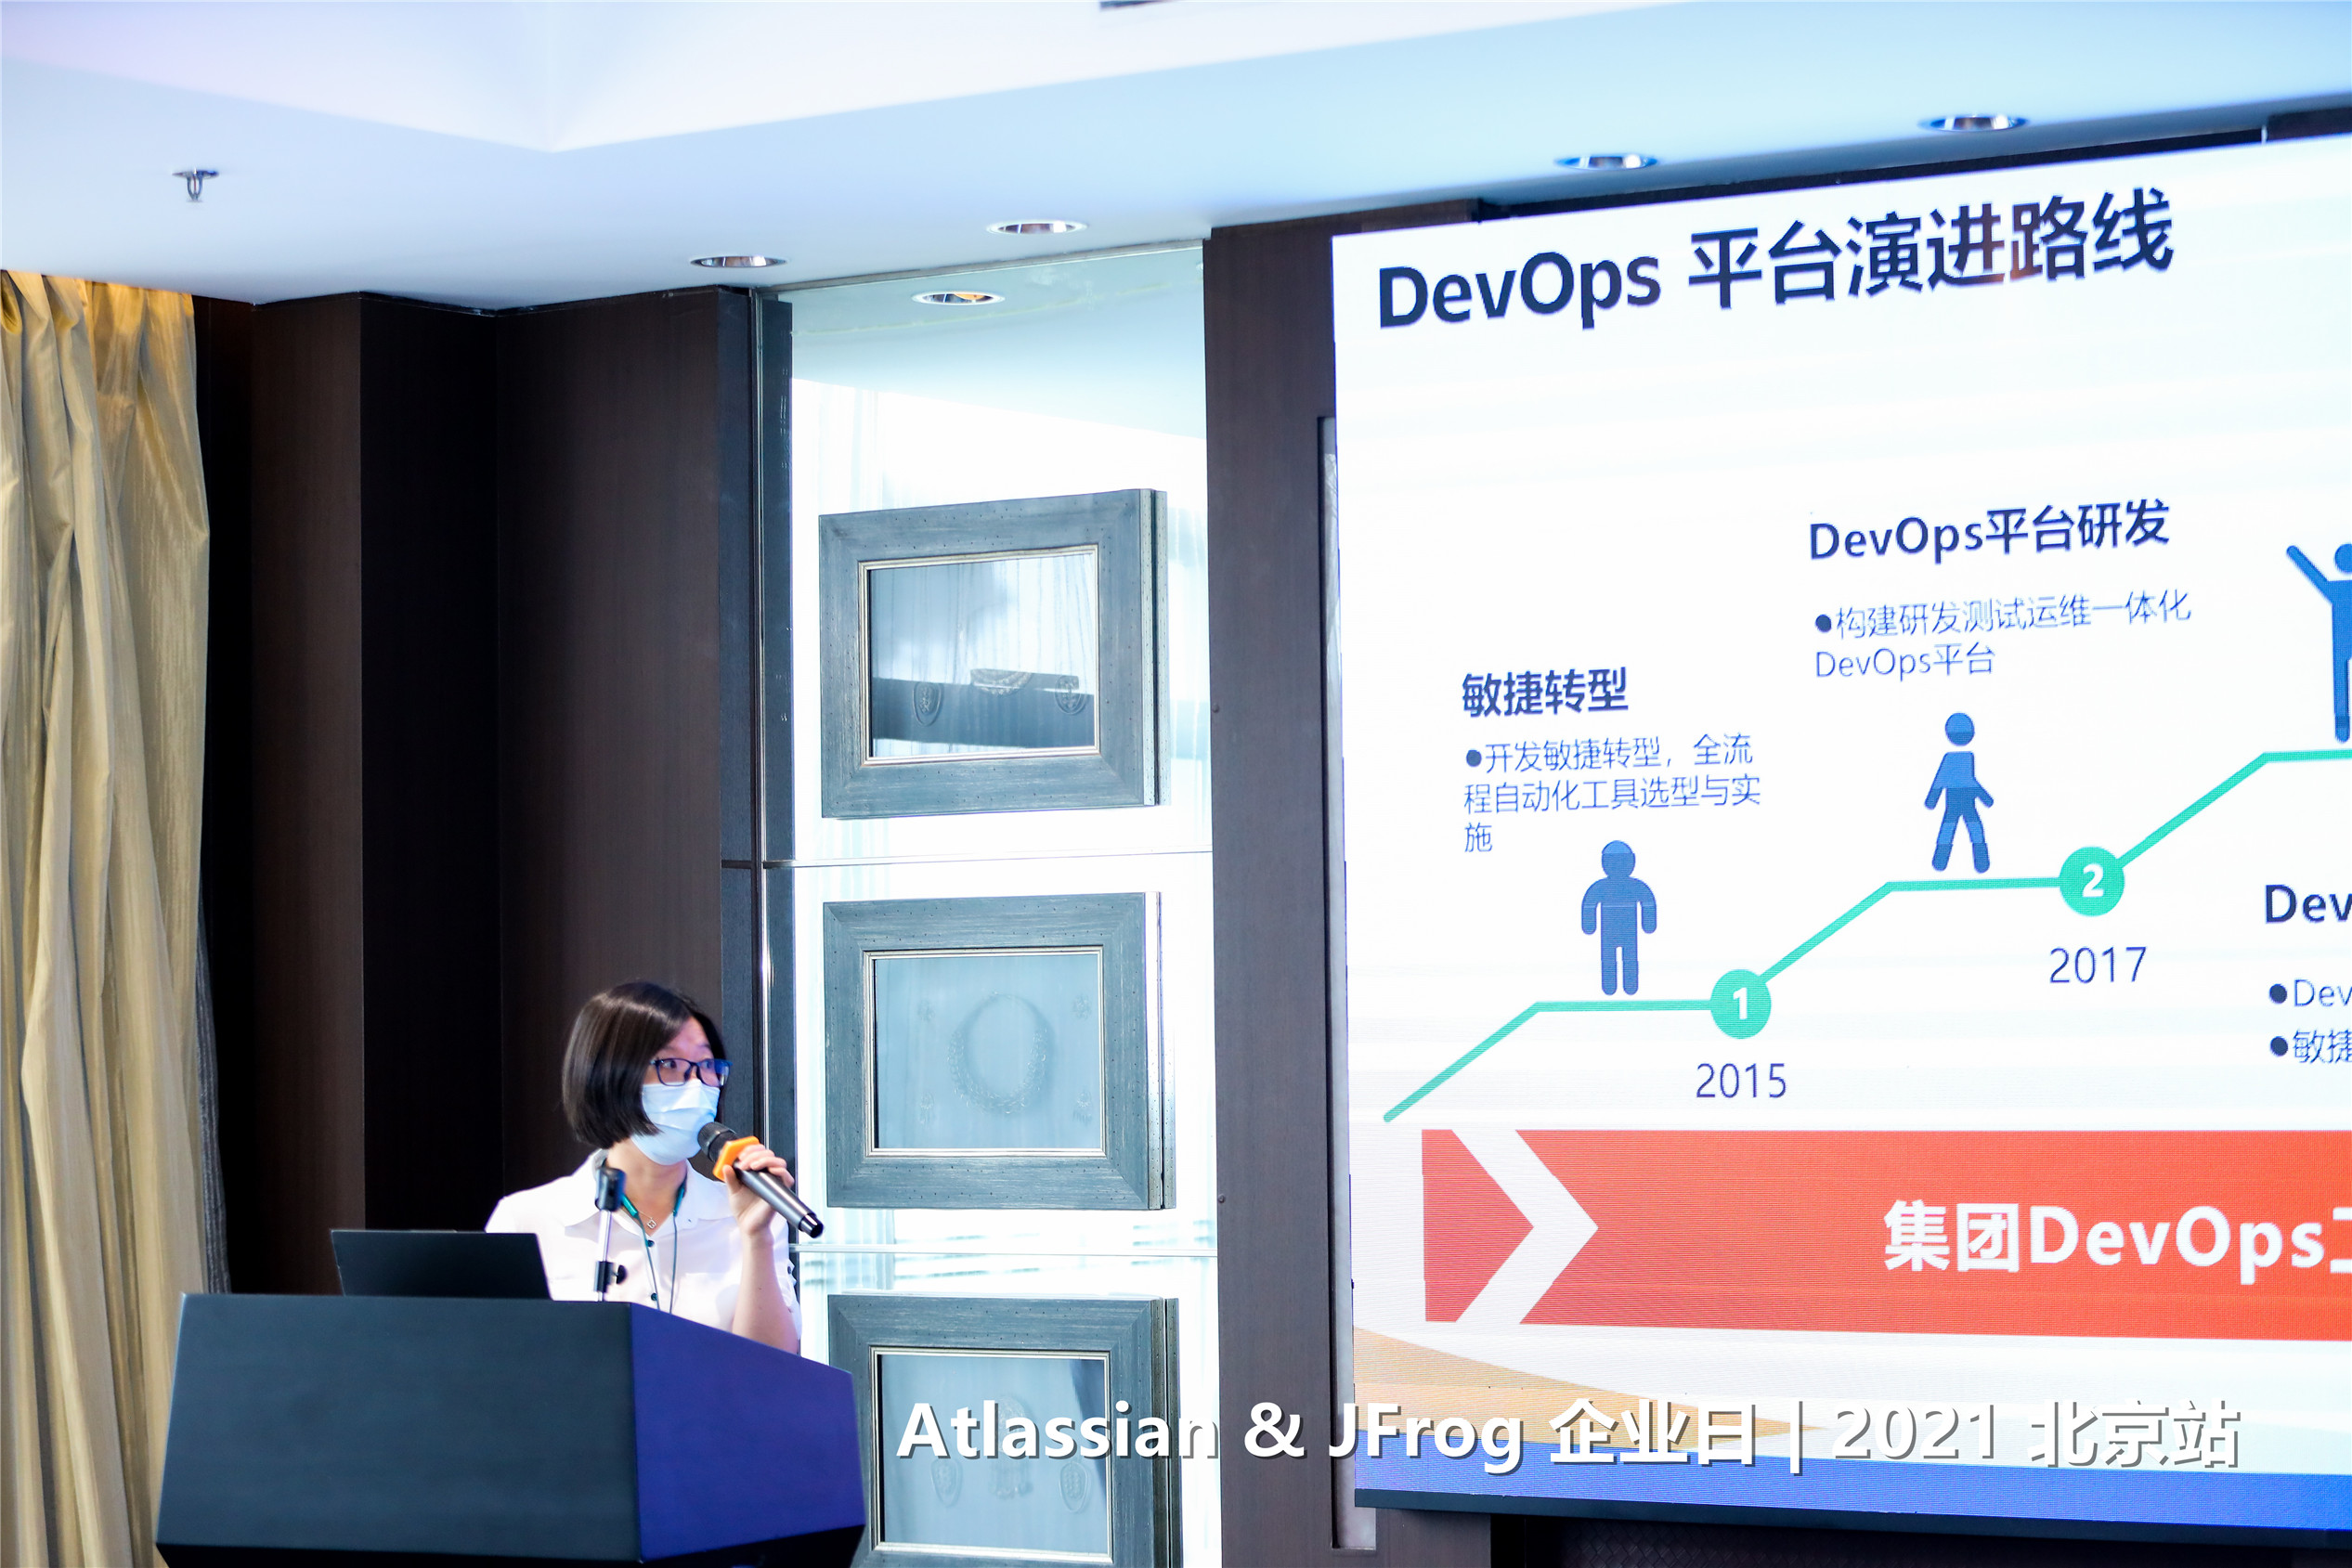 DevOps 平台演进路线
DevOps平台研发
●构建研发测试运维一体化
DevOps平台
敏捷转型
●开发敏捷转型，全流
程自动化工具选型与实
施
2
2017
1
2015
Dev
●Dev
●敏捷
集团DevOps
Atlassian & JFrog 企业日 | 2021 北京站